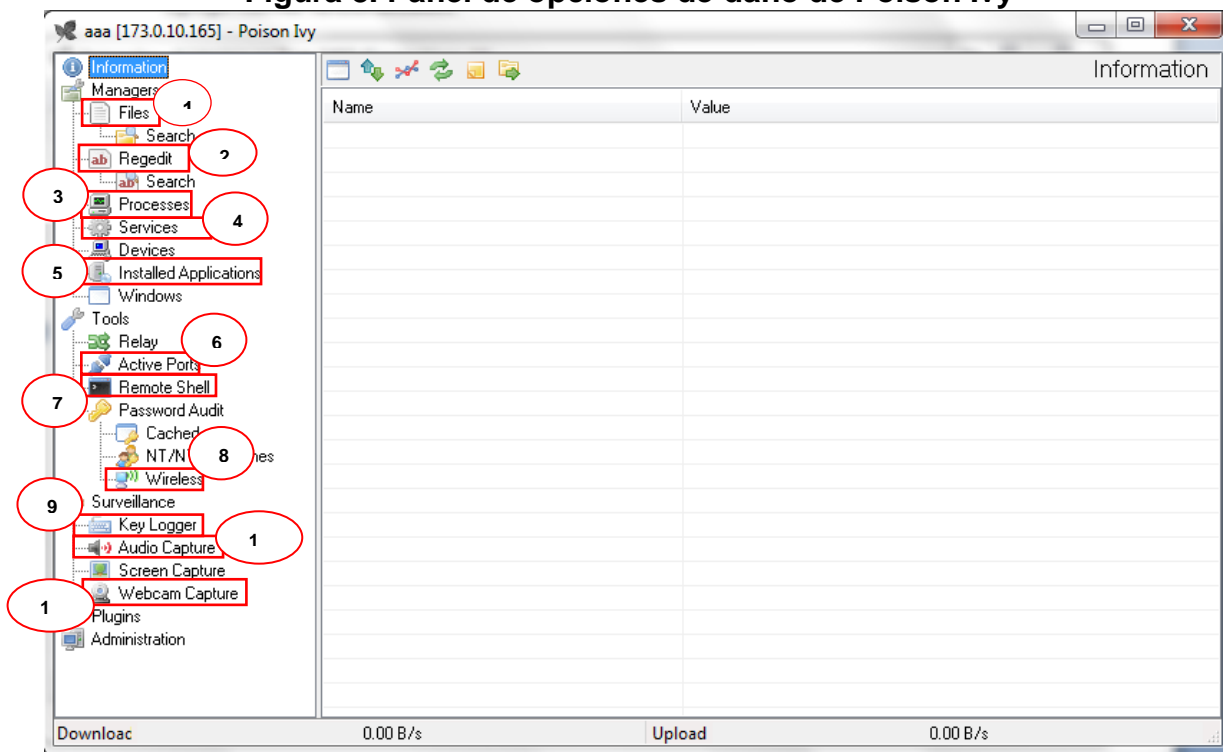 aaa [173.0.10.165] - Poison Ivy
Information
Information
Managers
Files
1
Name
Value
Search
Regedit
2
Search
3
Processes
Services
4
Devices
5
Installed Applications
Windows
Tools
Relay
6
Active Ports
Remote Shell
7
Password Audit
Cached
NT/N
8
hes
Wireless
9
Surveillance
Key Logger
1
Audio Capture
Screen Capture
Webcam Capture
1
Plugins
Administration
Download 0.00 B/s Upload 0.00 B/s